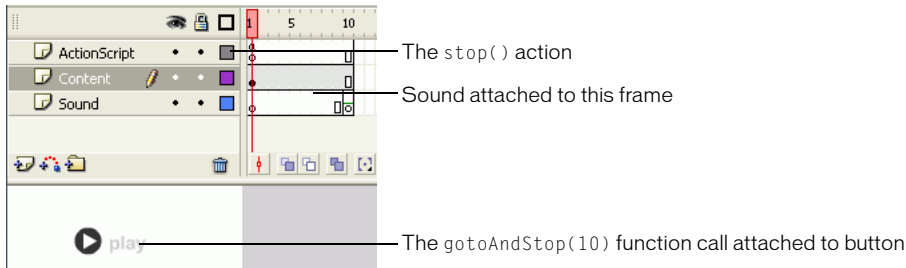 1 5 10
ActionScript
The stop() action
Content
Sound attached to this frame
Sound
play
The gotoAndStop(10) function call attached to button